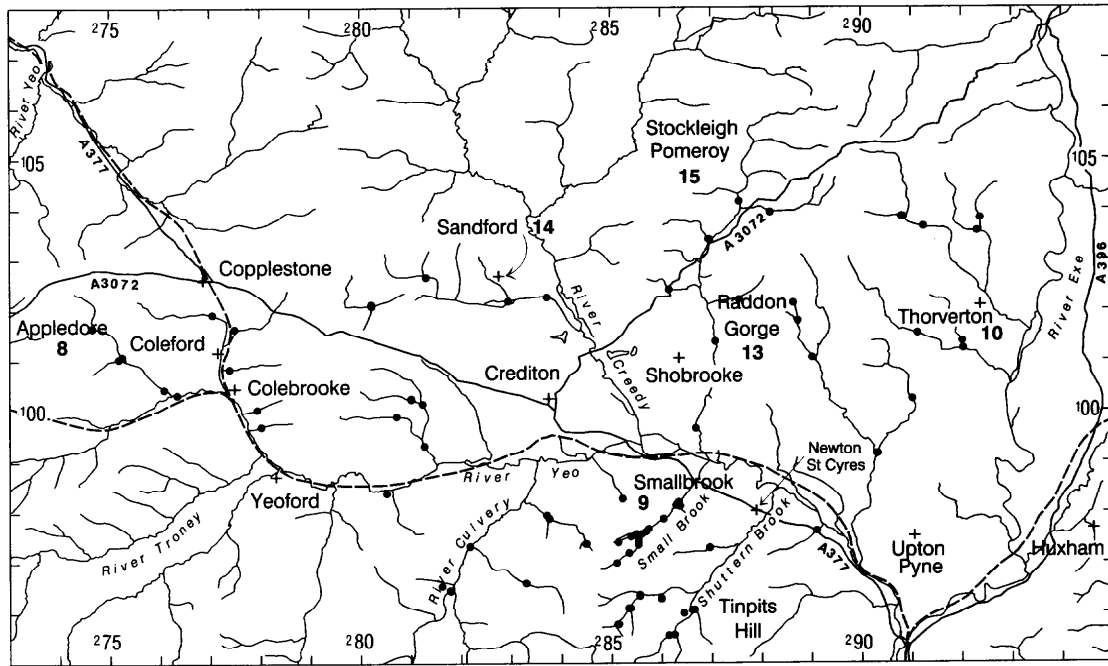 275
280
285
290
River Yeo
A377
105
Stockleigh
Pomeroy
15
105
Sandford 14
A3072
Copplestone
A3072
River Exe
A396
Appledore
8
Coleford
River
Creedy
Raddon
Gorge
13
Thorverton
10
Crediton
Shobrooke
Colebrooke
100
100
Newton
St Cyres
River Yeo
Smallbrook
9
Yeoford
River Troney
River Culvery
Small Brook
Shuttern Brook
A377
Upton
Pyne
Huxham
Tinpits
Hill
275
280
285
290